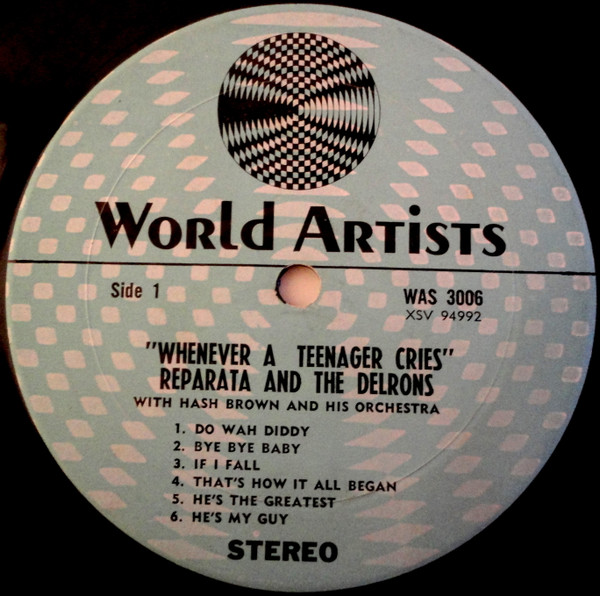 World Artists
Side 1
WAS 3006
XSV 94992
"WHENEVER A TEENAGER CRIES"
REPARATA AND THE DELRONS
WITH HASH BROWN AND HIS ORCHESTRA
1. DO WAH DIDDY
2. BYE BYE BABY
3. IF I FALL
4. THAT'S HOW IT ALL BEGAN
5. HE'S THE GREATEST
6. HE'S MY GUY
STEREO